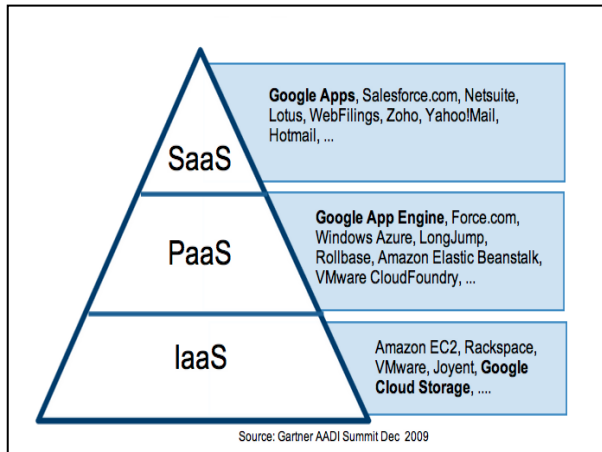 Google Apps, Salesforce.com, Netsuite,
Lotus, WebFilings, Zoho, Yahoo!Mail,
Hotmail, ...
SaaS
Google App Engine, Force.com,
Windows Azure, LongJump,
Rollbase, Amazon Elastic Beanstalk,
VMware CloudFoundry, ...
PaaS
Amazon EC2, Rackspace,
VMware, Joyent, Google
Cloud Storage, ....
IaaS
Source: Gartner AADI Summit Dec 2009